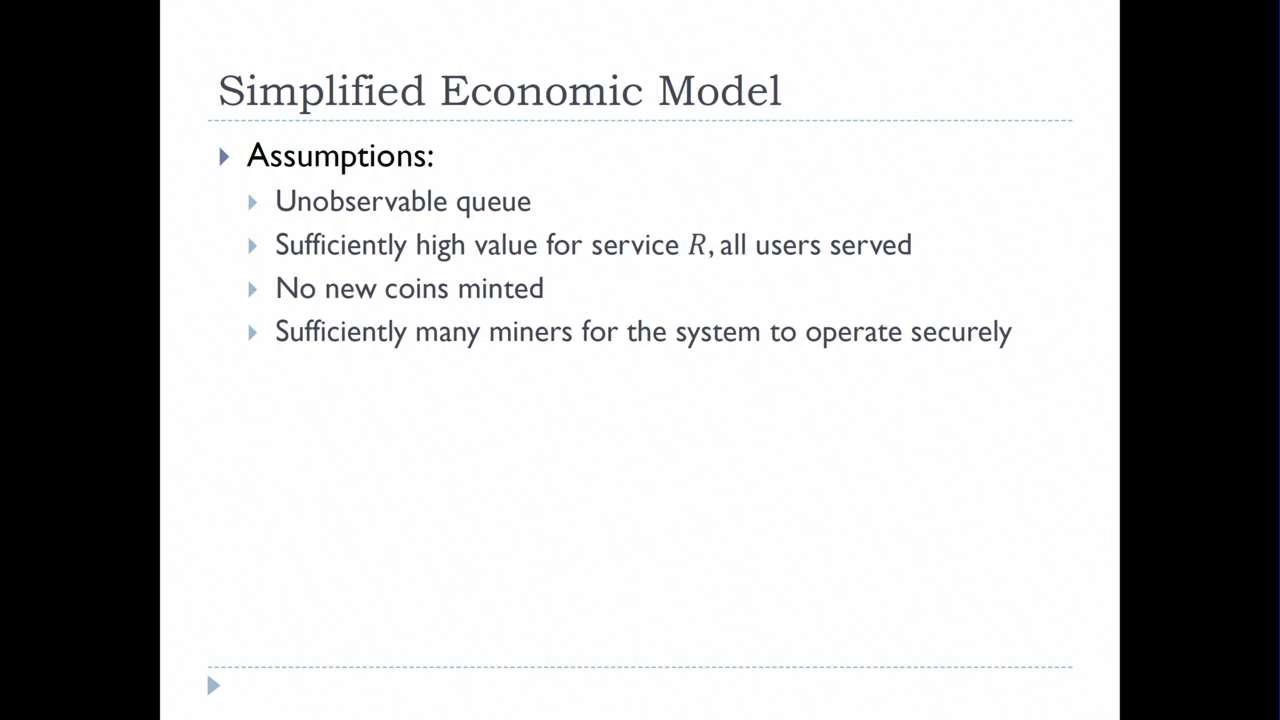 Simplified Economic Model
Assumptions:
Unobservable queue
Sufficiently high value for service R, all users served
No new coins minted
Sufficiently many miners for the system to operate securely